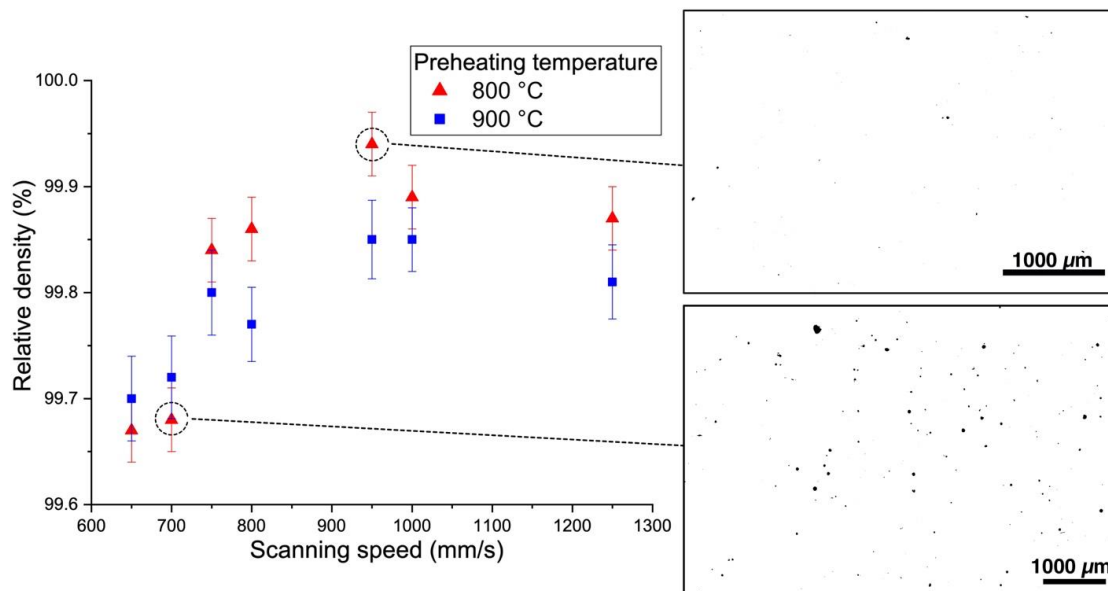 Preheating temperature
800 °C
900 °C
100.0
99.9
99.8
99.7
99.6
Relative density (%)
600 700 800 900 1000 1100 1200 1300
Scanning speed (mm/s)
1000 µm
1000 µm